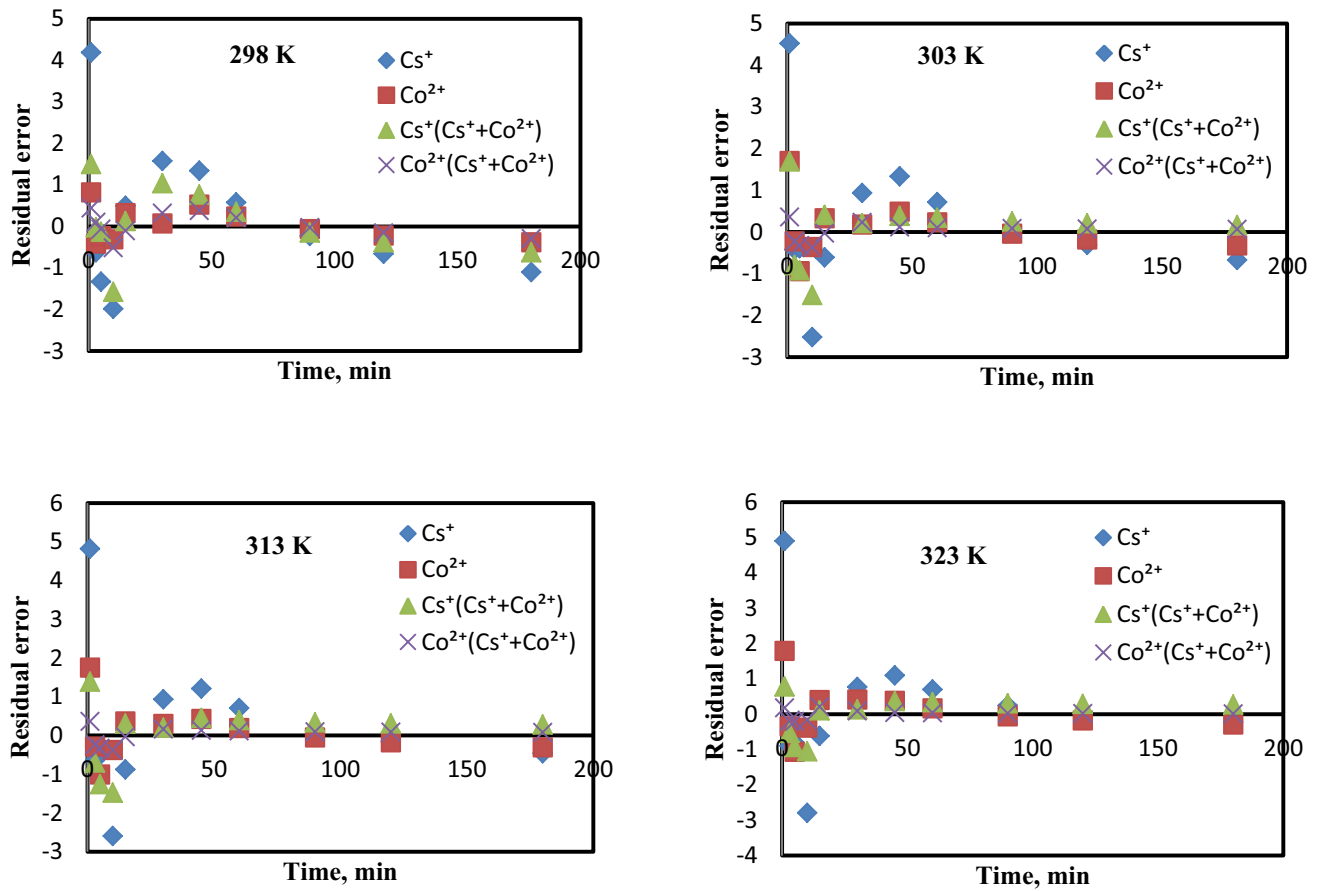 298 K
Cs⁺
Co²⁺
Cs⁺(Cs⁺+Co²⁺)
Co²⁺(Cs⁺+Co²⁺)
5
4
3
2
1
0
-1
-2
-3
0
50
100
150
200
Residual error
Time, min
303 K
Cs⁺
Co²⁺
Cs⁺(Cs⁺+Co²⁺)
Co²⁺(Cs⁺+Co²⁺)
5
4
3
2
1
0
-1
-2
-3
0
50
100
150
200
Residual error
Time, min
313 K
Cs⁺
Co²⁺
Cs⁺(Cs⁺+Co²⁺)
Co²⁺(Cs⁺+Co²⁺)
6
5
4
3
2
1
0
-1
-2
-3
0
50
100
150
200
Residual error
Time, min
323 K
Cs⁺
Co²⁺
Cs⁺(Cs⁺+Co²⁺)
Co²⁺(Cs⁺+Co²⁺)
6
5
4
3
2
1
0
-1
-2
-3
-4
0
50
100
150
200
Residual error
Time, min